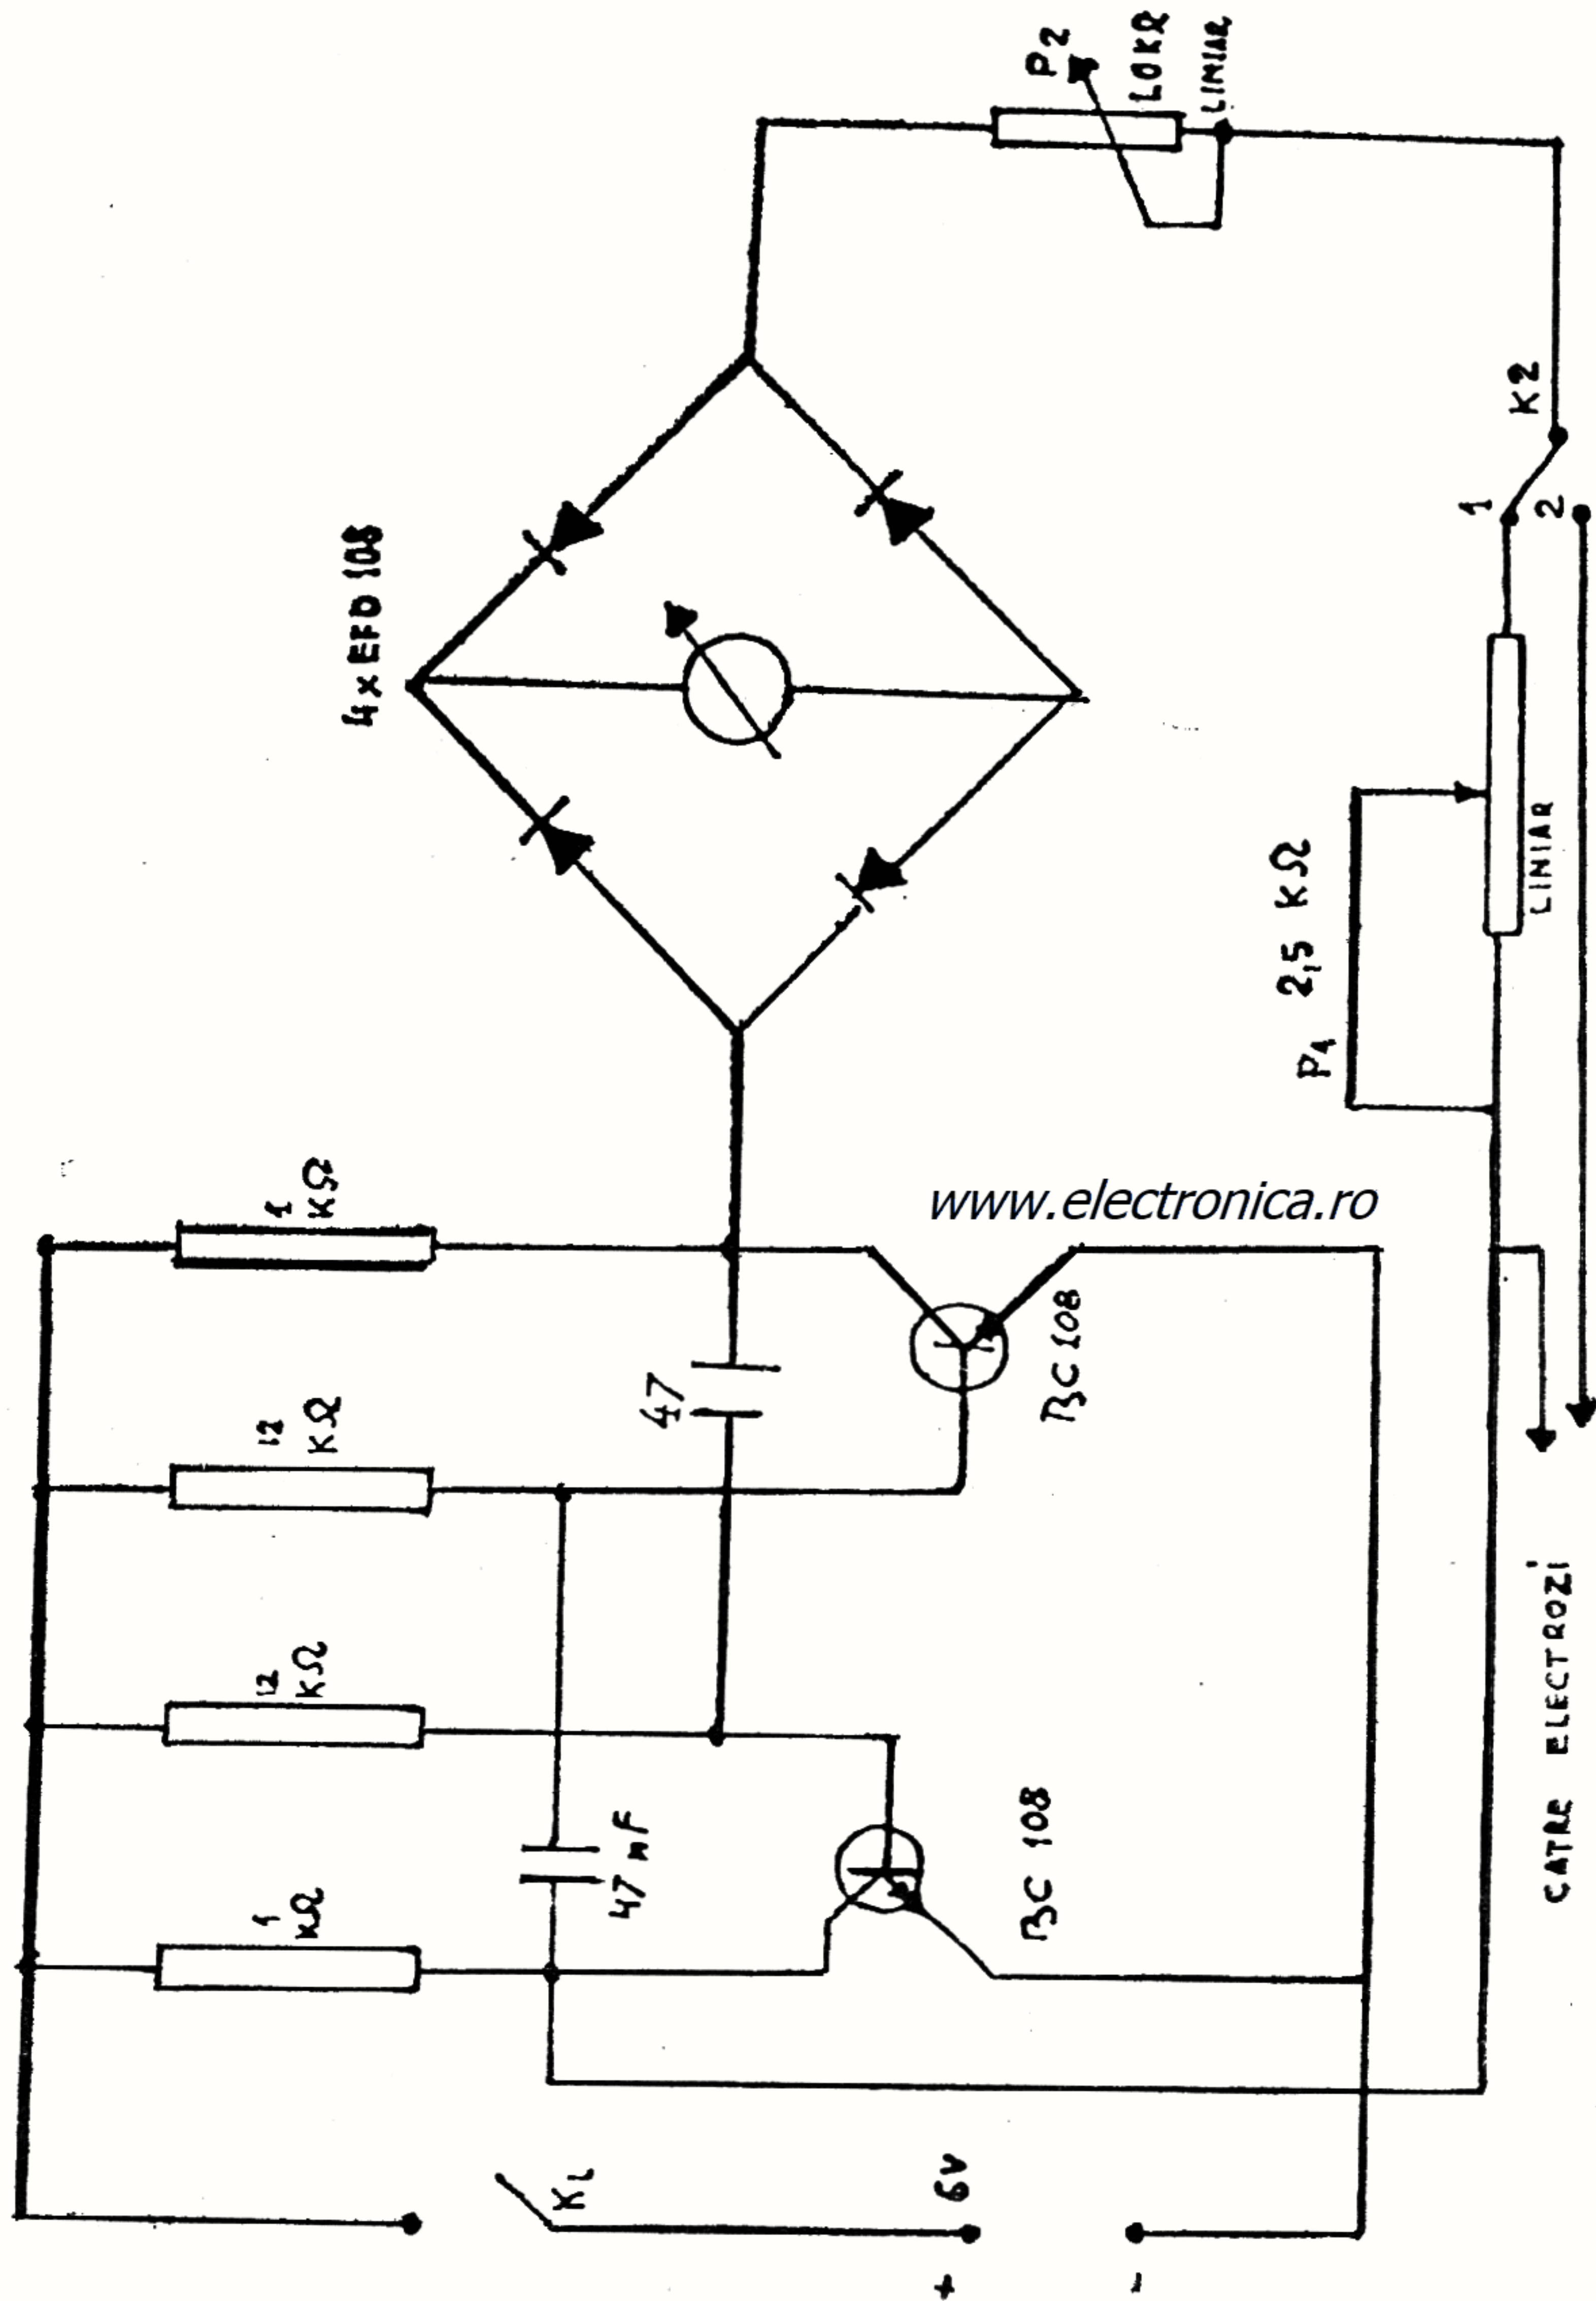 P2
10KΩ
LINIAR
4 x EFD 108
K2
1
2
P1 2,5 KΩ
LINIAR
www.electronica.ro
1
KΩ
47
BC 108
12
KΩ
12
KΩ
47 nF
BC 108
1
KΩ
CATRE ELECTROZI
K1
6V
+
-